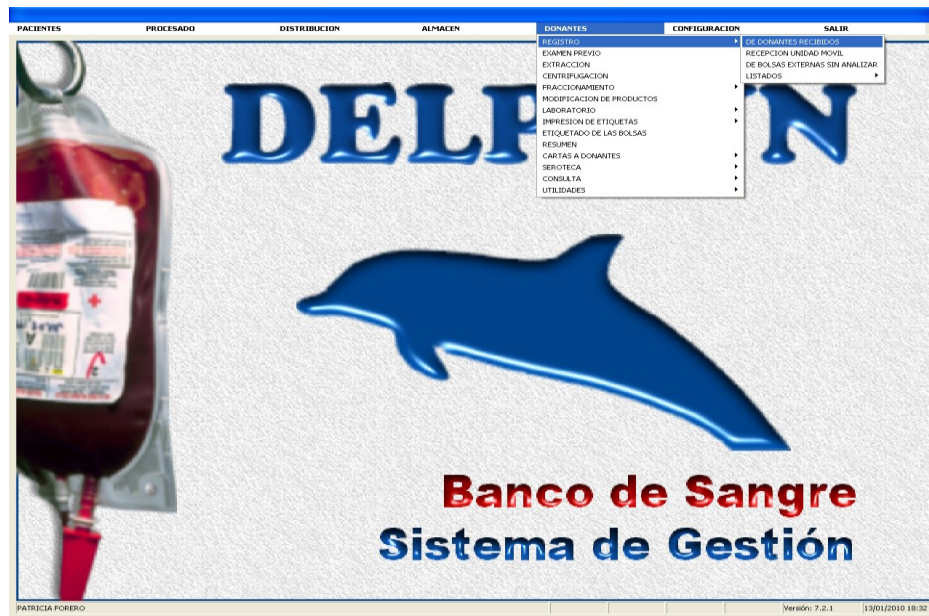 PACIENTES PROCESADO DISTRIBUCION ALMACEN DONANTES CONFIGURACION SALIR
REGISTRO
EXAMEN PREVIO
EXTRACCION
CENTRIFUGACION
FRACCIONAMIENTO
MODIFICACION DE PRODUCTOS
LABORATORIO
IMPRESION DE ETIQUETAS
ETIQUETADO DE LAS BOLSAS
RESUMEN
CARTAS A DONANTES
SEROTECA
CONSULTA
UTILIDADES
DE DONANTES RECIBIDOS
RECEPCION UNIDAD MOVIL
DE BOLSAS EXTERNAS SIN ANALIZAR
LISTADOS
DELP N
Banco de Sangre
Sistema de Gestión
PATRICIA FORERO Versión: 7.2.1 13/01/2010 18:32